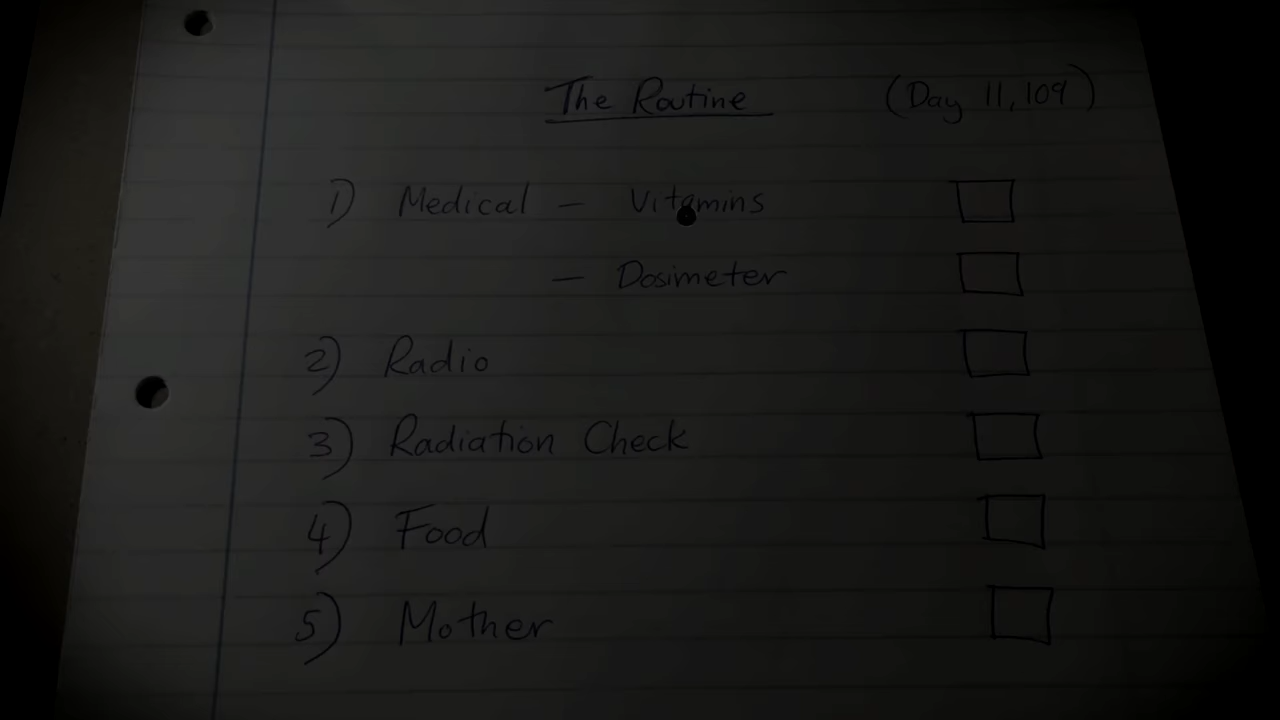 The Routine (Day 11,109)
1) Medical - Vitamins
- Dosimeter
2) Radio
3) Radiation Check
4) Food
5) Mother